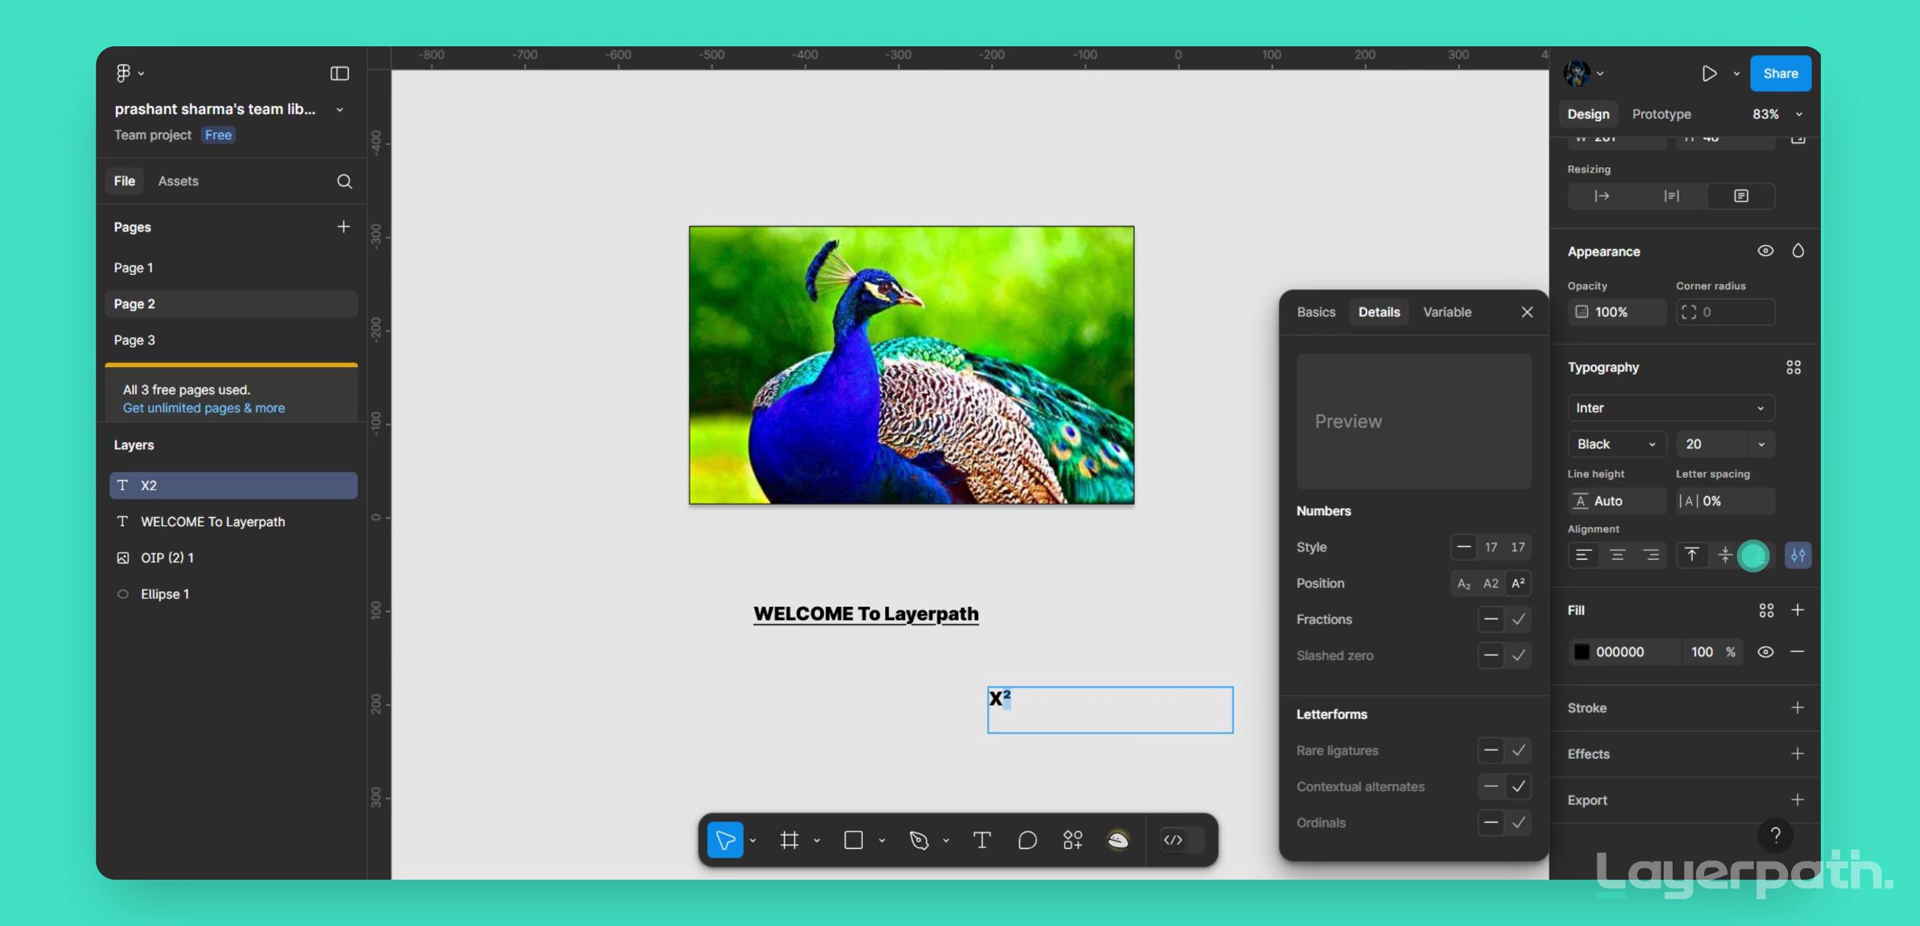 -800 -700 -600 -500 -400 -300 -200 -100 0 100 200 300 4
prashant sharma's team lib...
Team project Free
File Assets
Pages
Page 1
Page 2
Page 3
All 3 free pages used.
Get unlimited pages & more
Layers
X2
WELCOME To Layerpath
OIP (2) 1
Ellipse 1
-400
-300
-200
-100
0
100
200
300
WELCOME To Layerpath
X²
Basics Details Variable
Preview
Numbers
Style 17 17
Position A₂ A2 A²
Fractions
Slashed zero
Letterforms
Rare ligatures
Contextual alternates
Ordinals
Share
Design Prototype 83%
Resizing
Appearance
Opacity Corner radius
100% 0
Typography
Inter
Black 20
Line height Letter spacing
Auto |A| 0%
Alignment
Fill
000000 100 %
Stroke
Effects
Export
?
Layerpath.